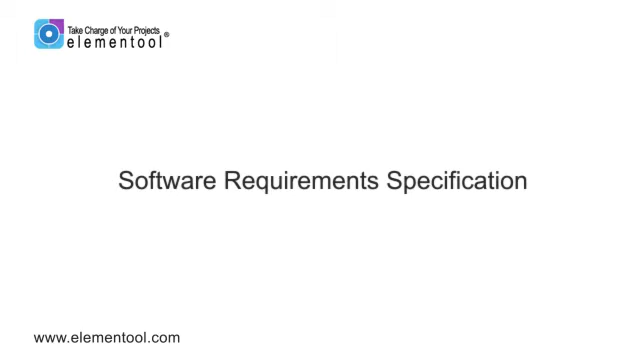 Take Charge of Your Projects
elementool®
Software Requirements Specification
www.elementool.com